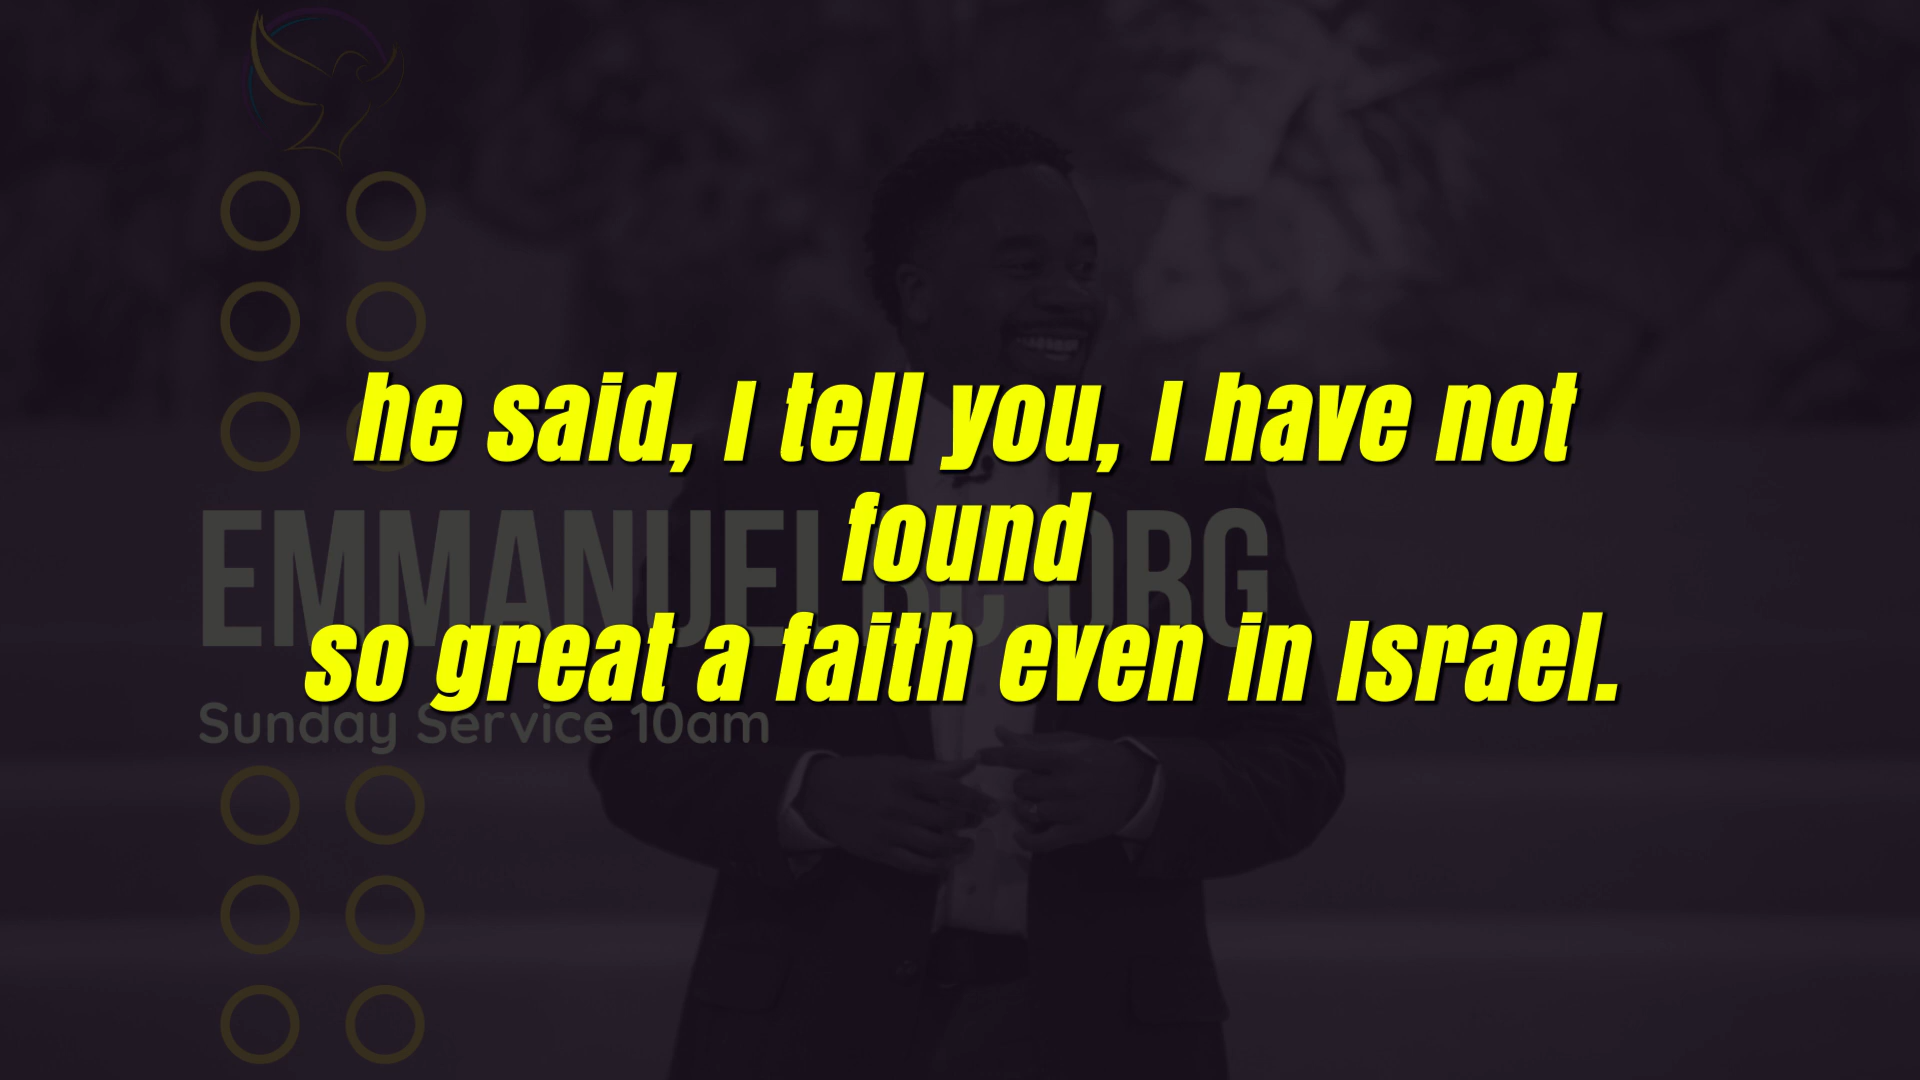 he said, I tell you, I have not
found
so great a faith even in Israel.
EMMANUELBC.ORG
Sunday Service 10am